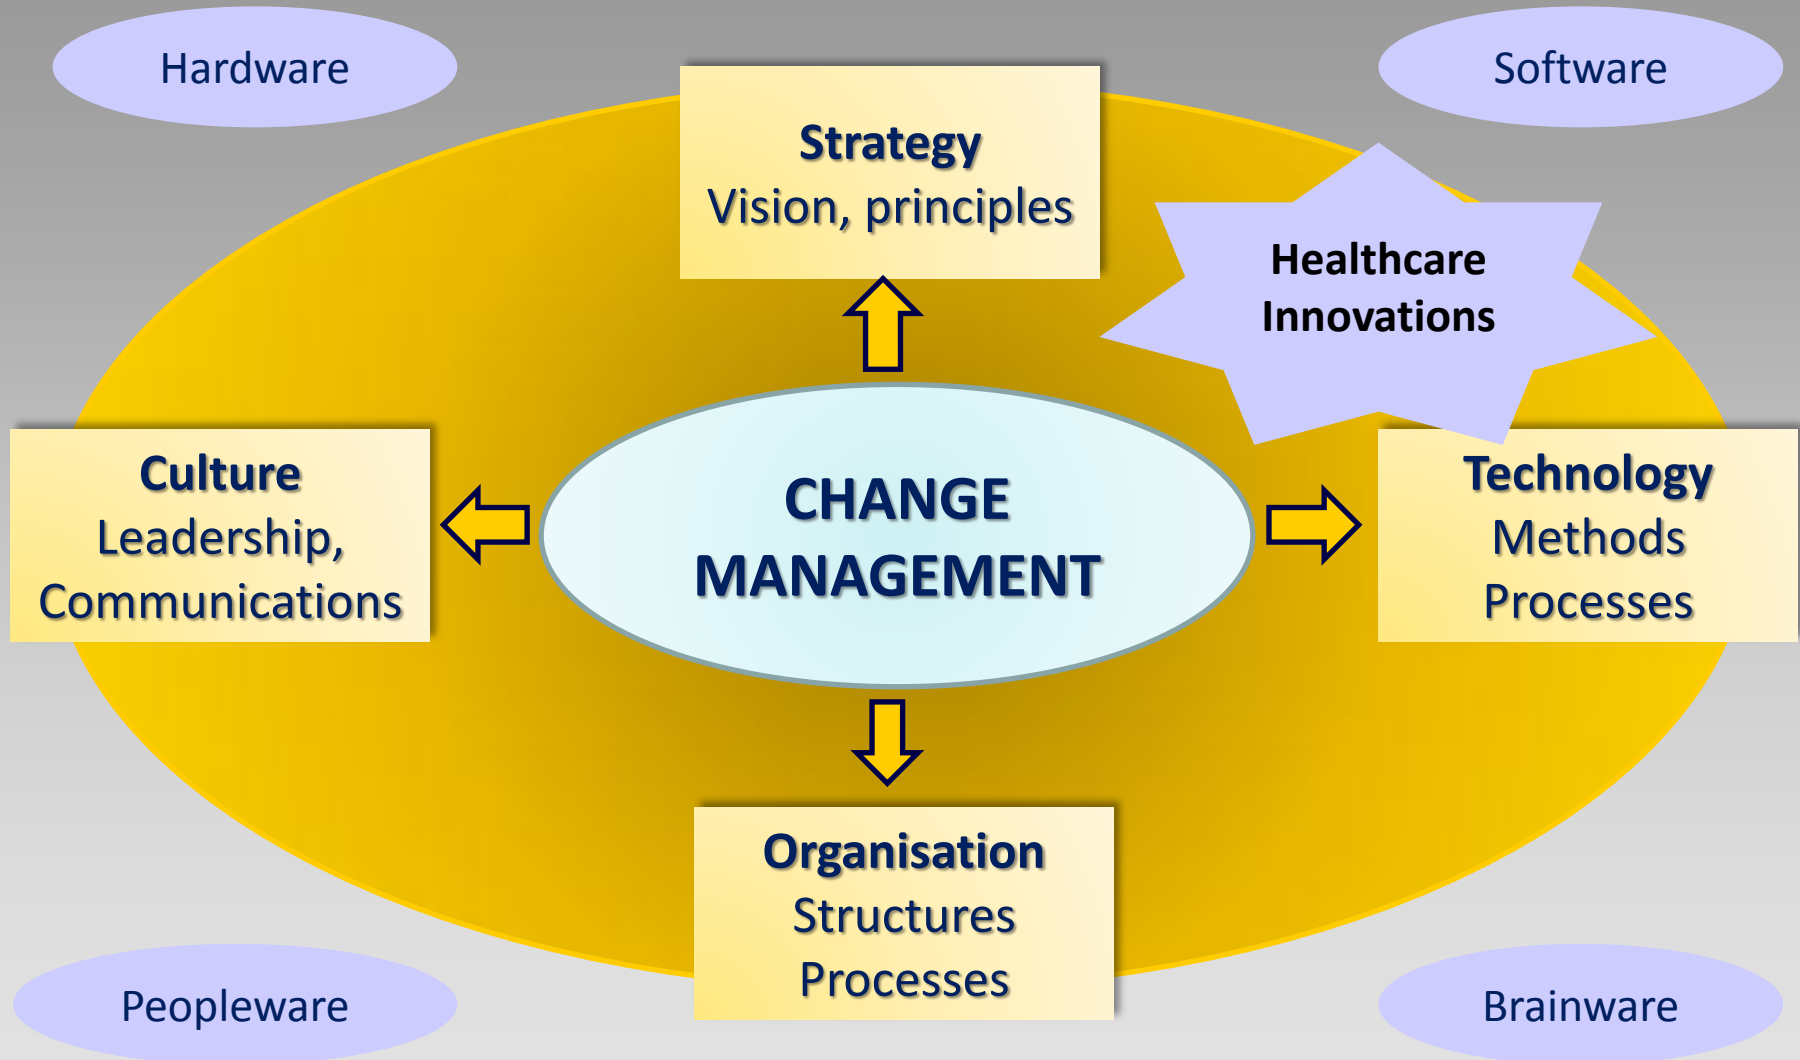 Hardware
Software
Strategy
Vision, principles
Healthcare
Innovations
Culture
Leadership,
Communications
CHANGE
MANAGEMENT
Technology
Methods
Processes
Organisation
Structures
Processes
Peopleware
Brainware